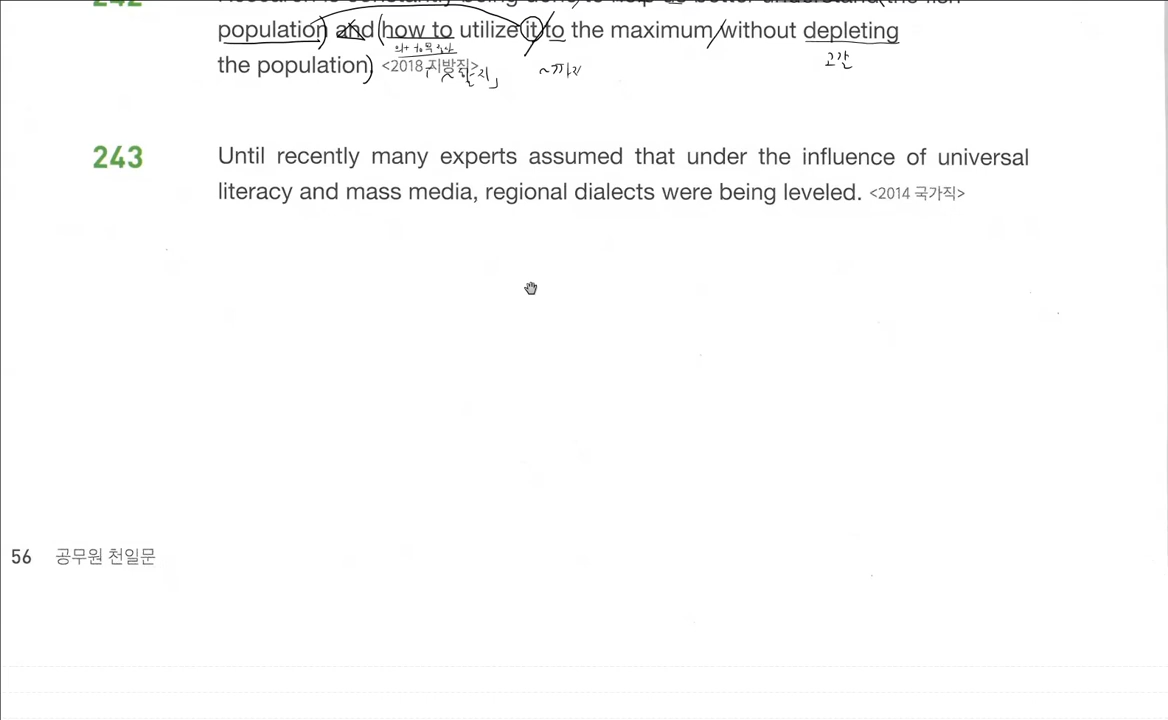 population) and (how to utilize it) to the maximum/without depleting
~까지
고갈
the population) <2018 지방직>
243 Until recently many experts assumed that under the influence of universal
literacy and mass media, regional dialects were being leveled. <2014 국가직>
56 공무원 천일문